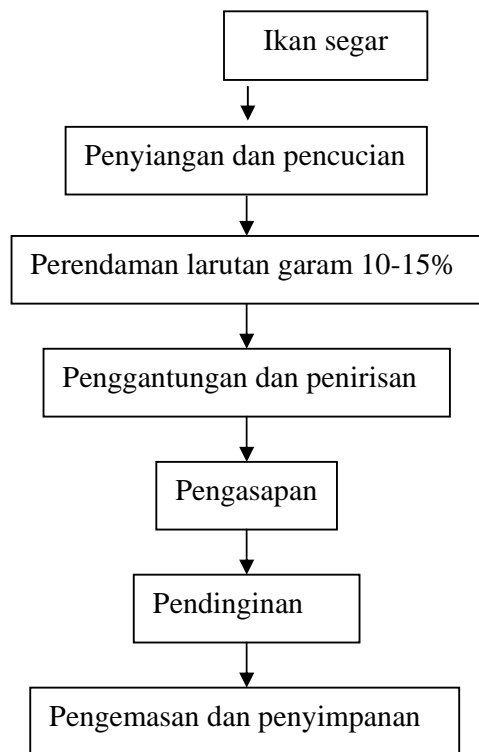 Ikan segar
Penyiangan dan pencucian
Perendaman larutan garam 10-15%
Penggantungan dan penirisan
Pengasapan
Pendinginan
Pengemasan dan penyimpanan